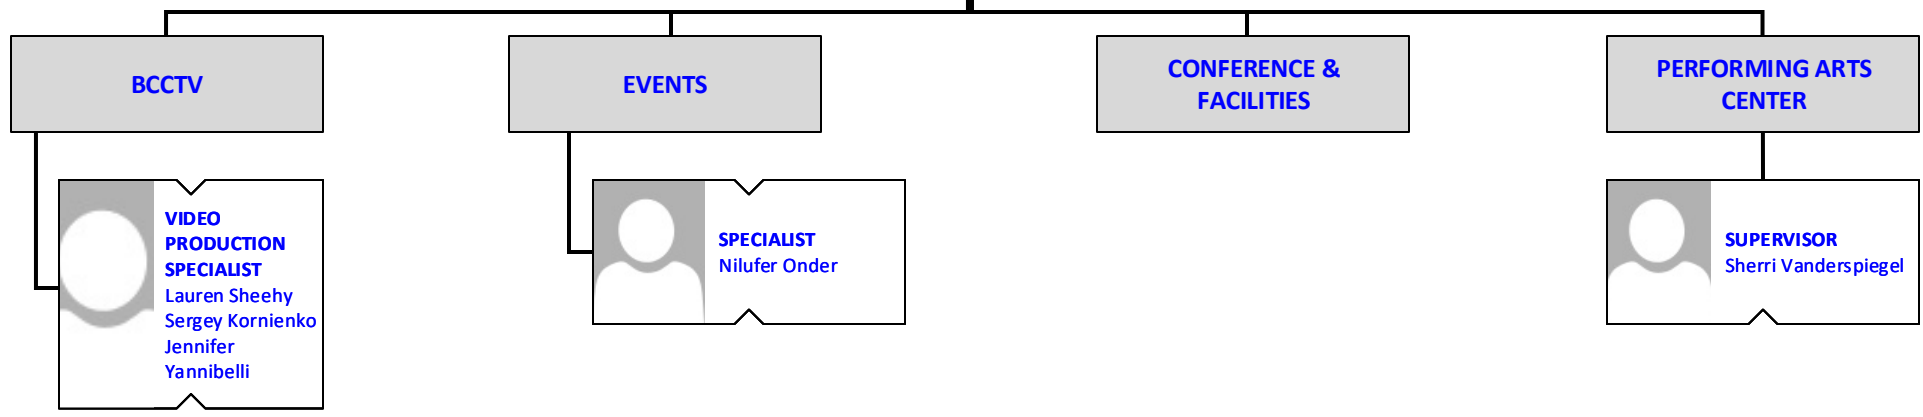 BCCTV
EVENTS
CONFERENCE &
FACILITIES
PERFORMING ARTS
CENTER
VIDEO
PRODUCTION
SPECIALIST
Lauren Sheehy
Sergey Kornienko
Jennifer
Yannibelli
SPECIALIST
Nilufer Onder
SUPERVISOR
Sherri Vanderspiegel